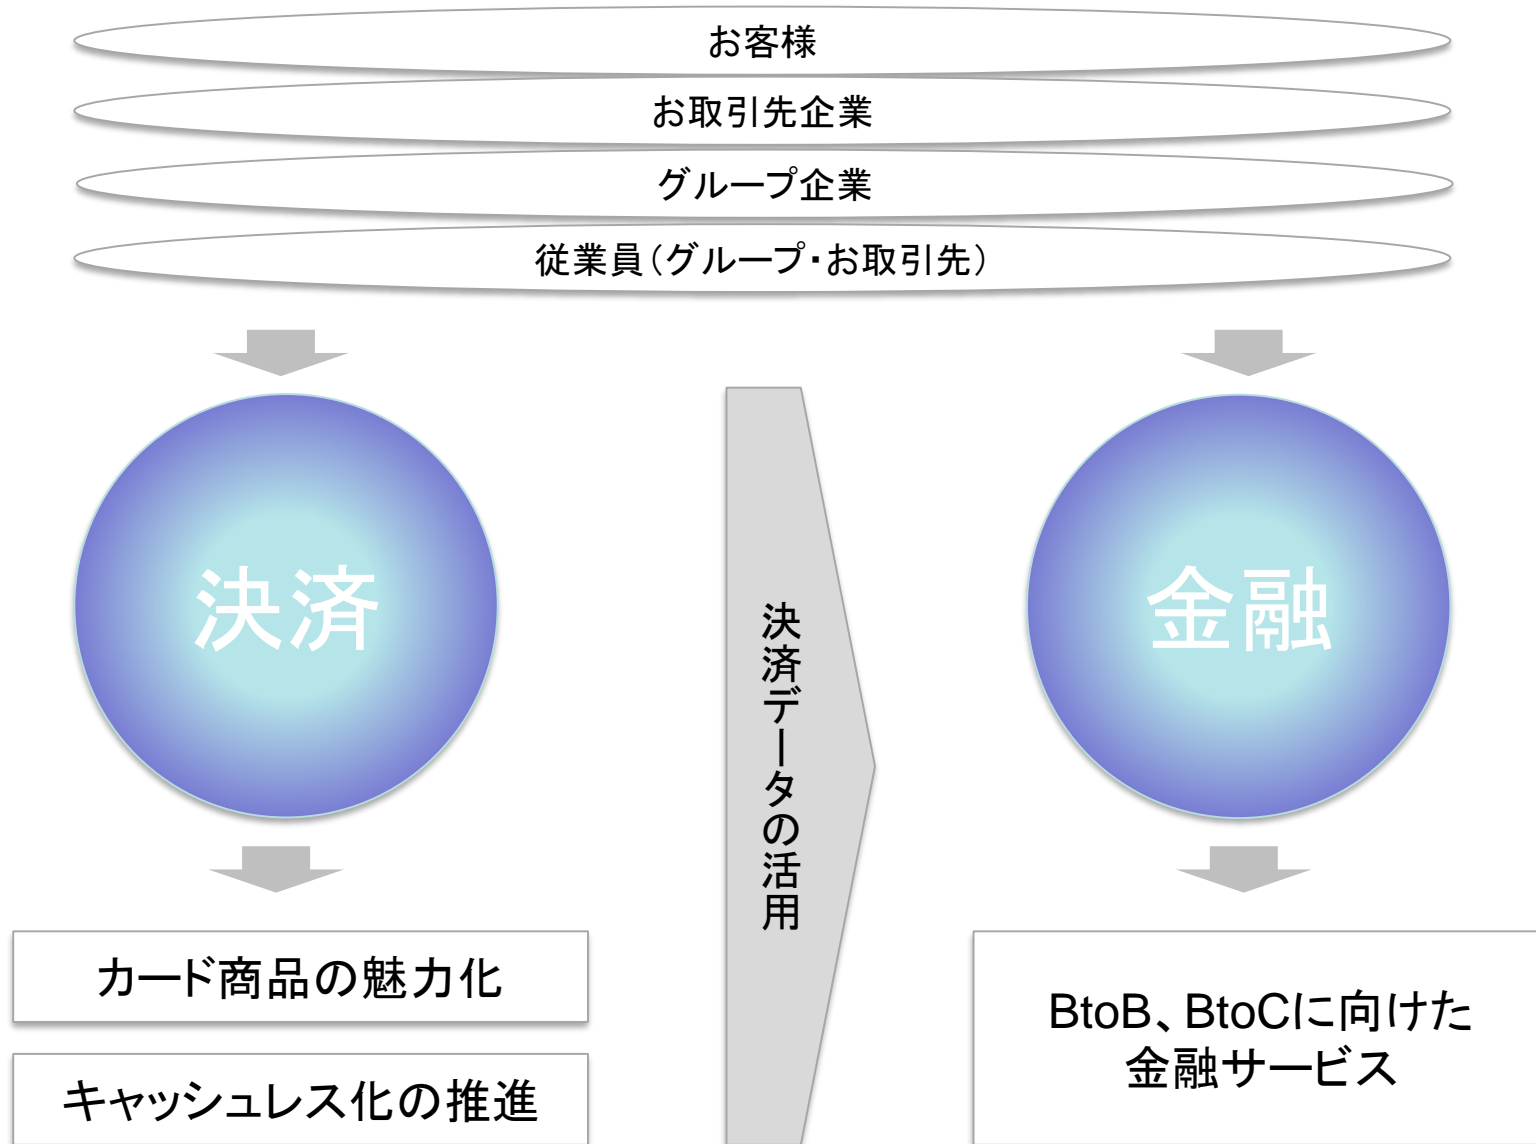 お客様
お取引先企業
グループ企業
従業員（グループ・お取引先）
決済
決済データの活用
金融
カード商品の魅力化
キャッシュレス化の推進
BtoB、BtoCに向けた
金融サービス